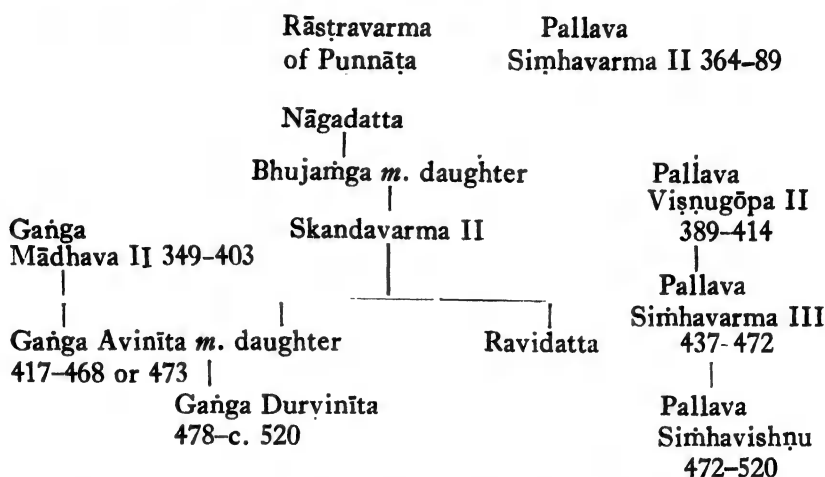 Rāṣṭravarma Pallava
of Punnāṭa Siṃhavarma II 364–89
Nāgadatta
Bhujaṁga m. daughter Pallava
Viṣṇugōpa II
Gaṅga Skandavarma II 389–414
Mādhava II 349–403
Pallava
Siṁhavarma III
Gaṅga Avinīta m. daughter Ravidatta 437-472
417–468 or 473
Gaṅga Durvinīta Pallava
478–c. 520 Siṁhavishṇu
472–520